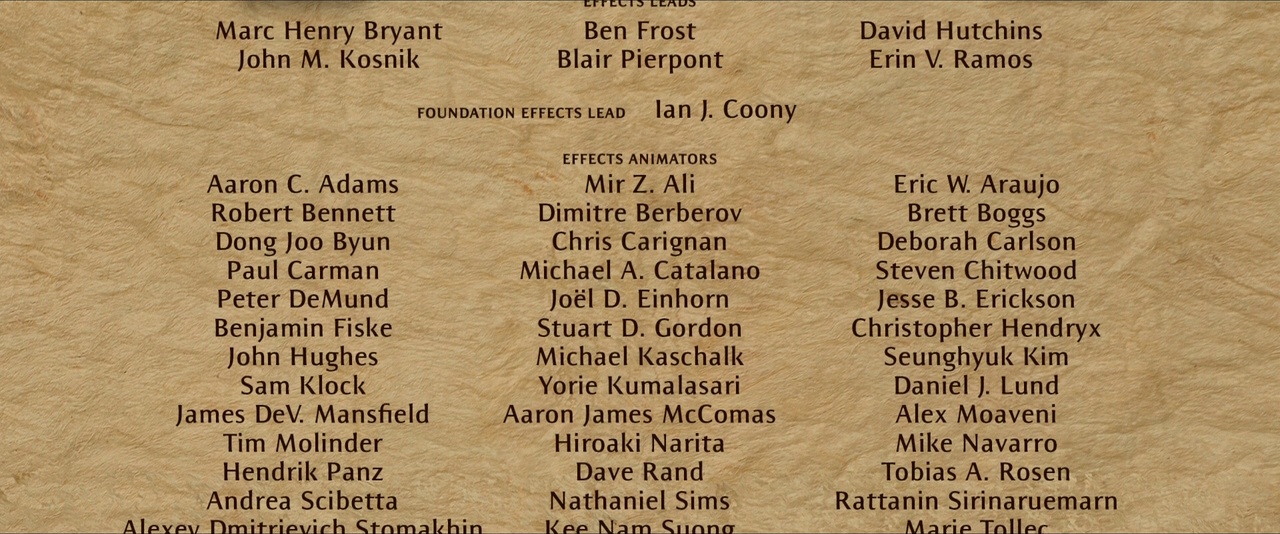 EFFECTS LEADS
Marc Henry Bryant Ben Frost David Hutchins
John M. Kosnik Blair Pierpont Erin V. Ramos
FOUNDATION EFFECTS LEAD Ian J. Coony
EFFECTS ANIMATORS
Aaron C. Adams Mir Z. Ali Eric W. Araujo
Robert Bennett Dimitre Berberov Brett Boggs
Dong Joo Byun Chris Carignan Deborah Carlson
Paul Carman Michael A. Catalano Steven Chitwood
Peter DeMund Joël D. Einhorn Jesse B. Erickson
Benjamin Fiske Stuart D. Gordon Christopher Hendryx
John Hughes Michael Kaschalk Seunghyuk Kim
Sam Klock Yorie Kumalasari Daniel J. Lund
James DeV. Mansfield Aaron James McComas Alex Moaveni
Tim Molinder Hiroaki Narita Mike Navarro
Hendrik Panz Dave Rand Tobias A. Rosen
Andrea Scibetta Nathaniel Sims Rattanin Sirinaruemarn
Alexey Dmitrievich Stomakhin Kee Nam Suong Marie Tollec